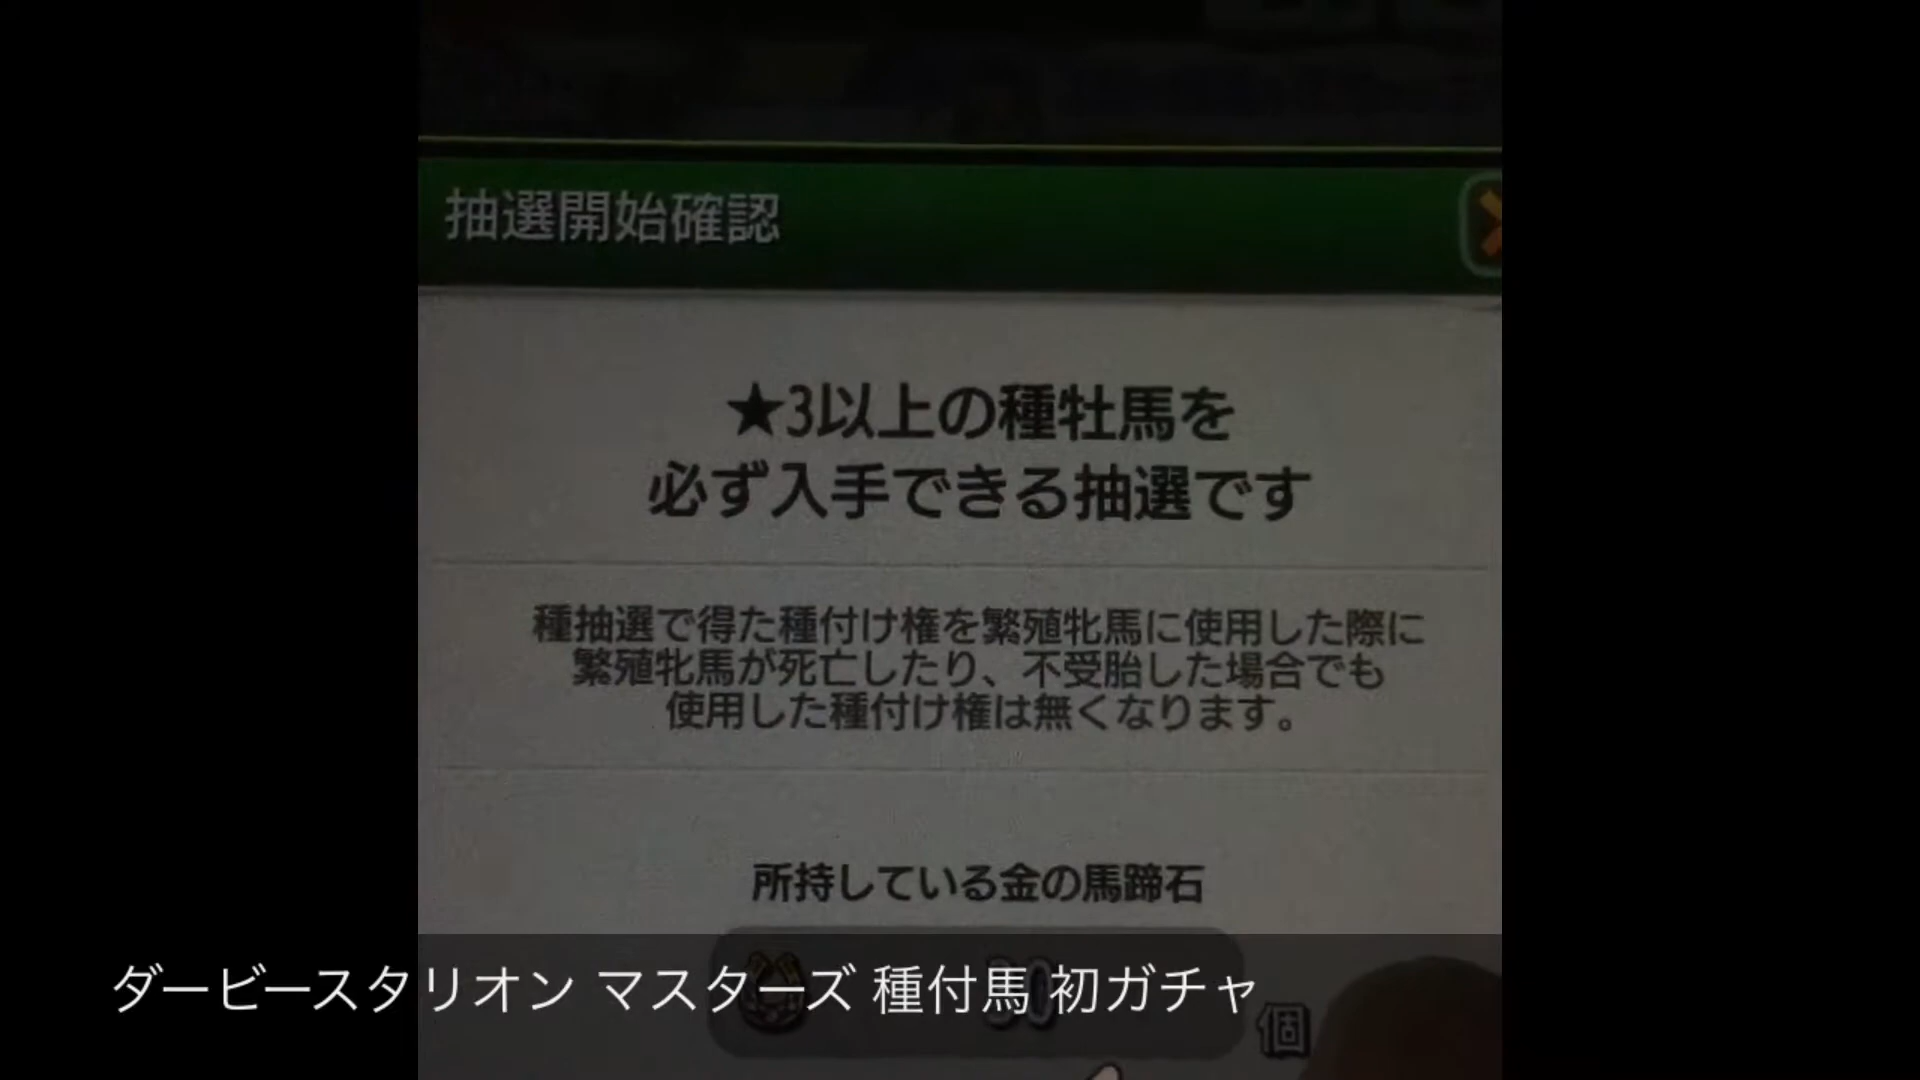 抽選開始確認
★3以上の種牡馬を
必ず入手できる抽選です
種抽選で得た種付け権を繁殖牝馬に使用した際に
繁殖牝馬が死亡したり、不受胎した場合でも
使用した種付け権は無くなります。
所持している金の馬蹄石
30
個
ダービースタリオン マスターズ 種付馬 初ガチャ